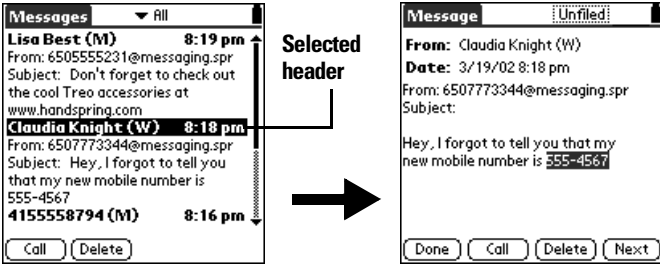 Messages
All
Lisa Best (M) 8:19 pm
From: 6505555231@messaging.spr
Subject: Don't forget to check out
the cool Treo accessories at
www.handspring.com
Claudia Knight (W) 8:18 pm
From: 6507773344@messaging.spr
Subject: Hey, I forgot to tell you
that my new mobile number is
555-4567
4155558794 (M) 8:16 pm
Call Delete
Selected
header
Message Unfiled
From: Claudia Knight (W)
Date: 3/19/02 8:18 pm
From: 6507773344@messaging.spr
Subject:
Hey, I forgot to tell you that my
new mobile number is 555-4567
Done Call Delete Next